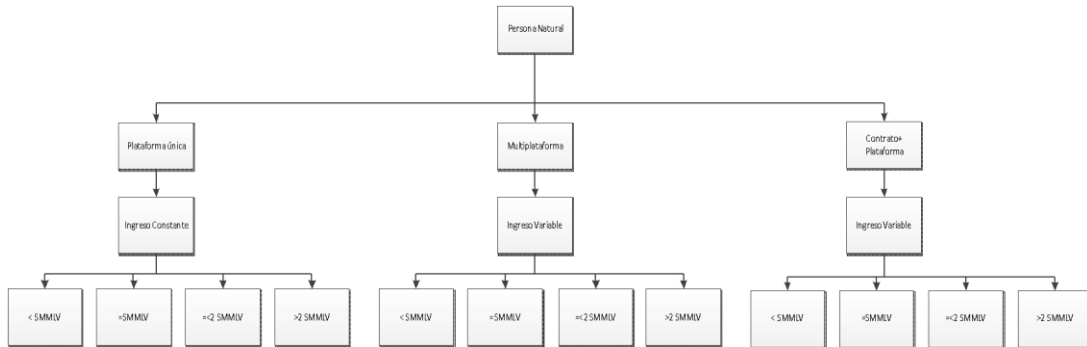 Persona Natural
Plataforma única
Multiplataforma
Contrato+
Plataforma
Ingreso Constante
Ingreso Variable
Ingreso Variable
< SMMLV
=SMMLV
=<2 SMMLV
>2 SMMLV
< SMMLV
=SMMLV
=<2 SMMLV
>2 SMMLV
< SMMLV
=SMMLV
=<2 SMMLV
>2 SMMLV